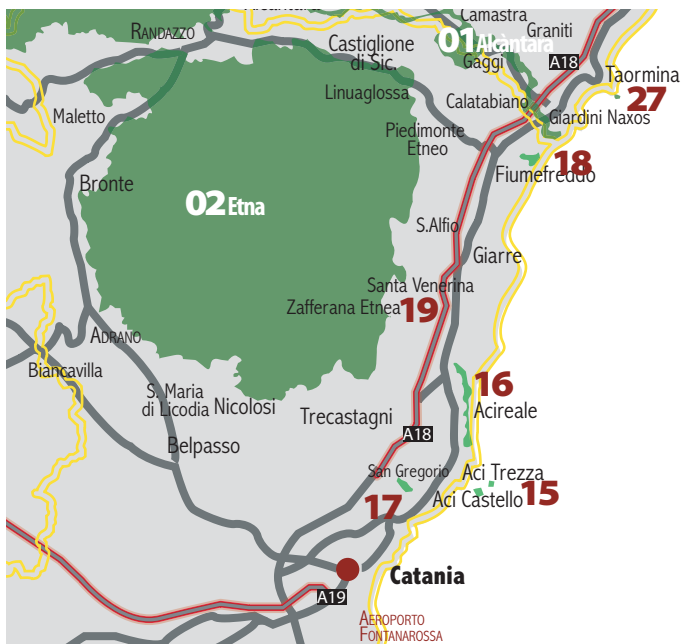 Camastra
Graniti
RANDAZZO
Castiglione
di Sic.
01 Alcàntara
Gaggi
A18
Taormina
Linuaglossa
Calatabiano
27
Maletto
Giardini Naxos
Piedimonte
Etneo
18
Fiumefreddo
Bronte
02 Etna
S.Alfio
Giarre
Santa Venerina
Zafferana Etnea 19
ADRANO
Biancavilla
16
Acireale
S. Maria
di Licodia
Nicolosi
Trecastagni
A18
Belpasso
San Gregorio
Aci Trezza
17
Aci Castello 15
Catania
A19
AEROPORTO
FONTANAROSSA